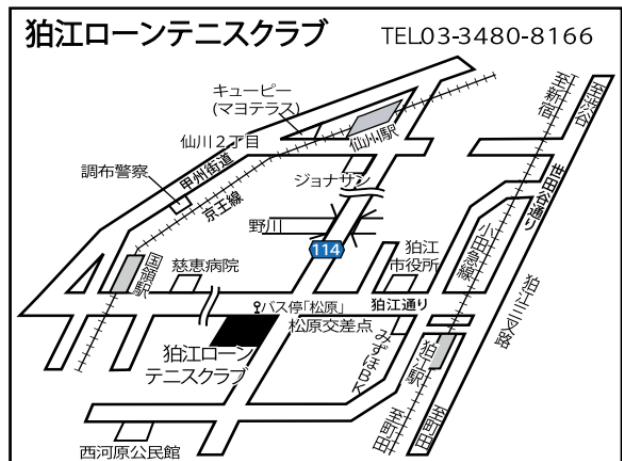 狛江ローンテニスクラブ
TEL03-3480-8166
キューピー
(マヨテラス)
仙川駅
仙川２丁目
至新宿
至渋谷
調布警察
甲州街道
ジョナサン
世田谷通り
京王線
野川
114
狛江
市役所
小田急線
国領駅
慈恵病院
バス停「松原」
狛江通り
狛江三叉路
松原交差点
狛江ローン
テニスクラブ
みずほBK
狛江駅
至町田
至町田
西河原公民館